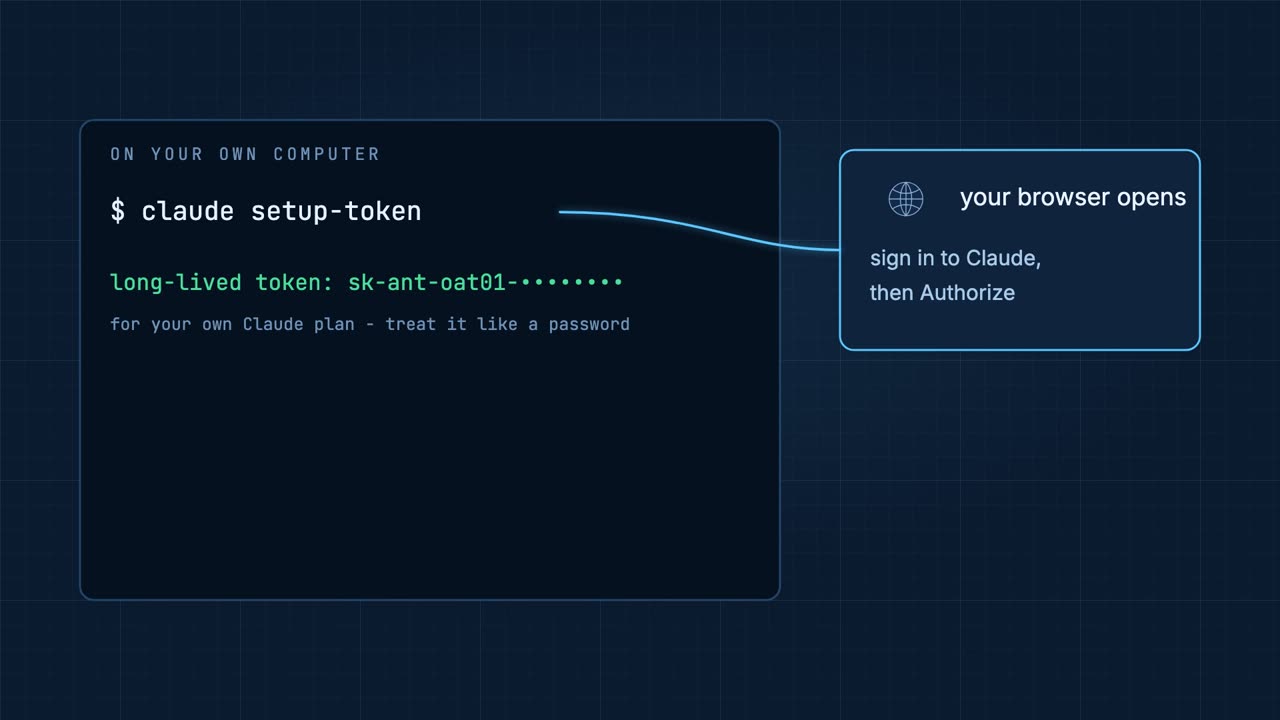 ON YOUR OWN COMPUTER
$ claude setup-token
long-lived token: sk-ant-oat01-••••••••
for your own Claude plan - treat it like a password
your browser opens
sign in to Claude,
then Authorize